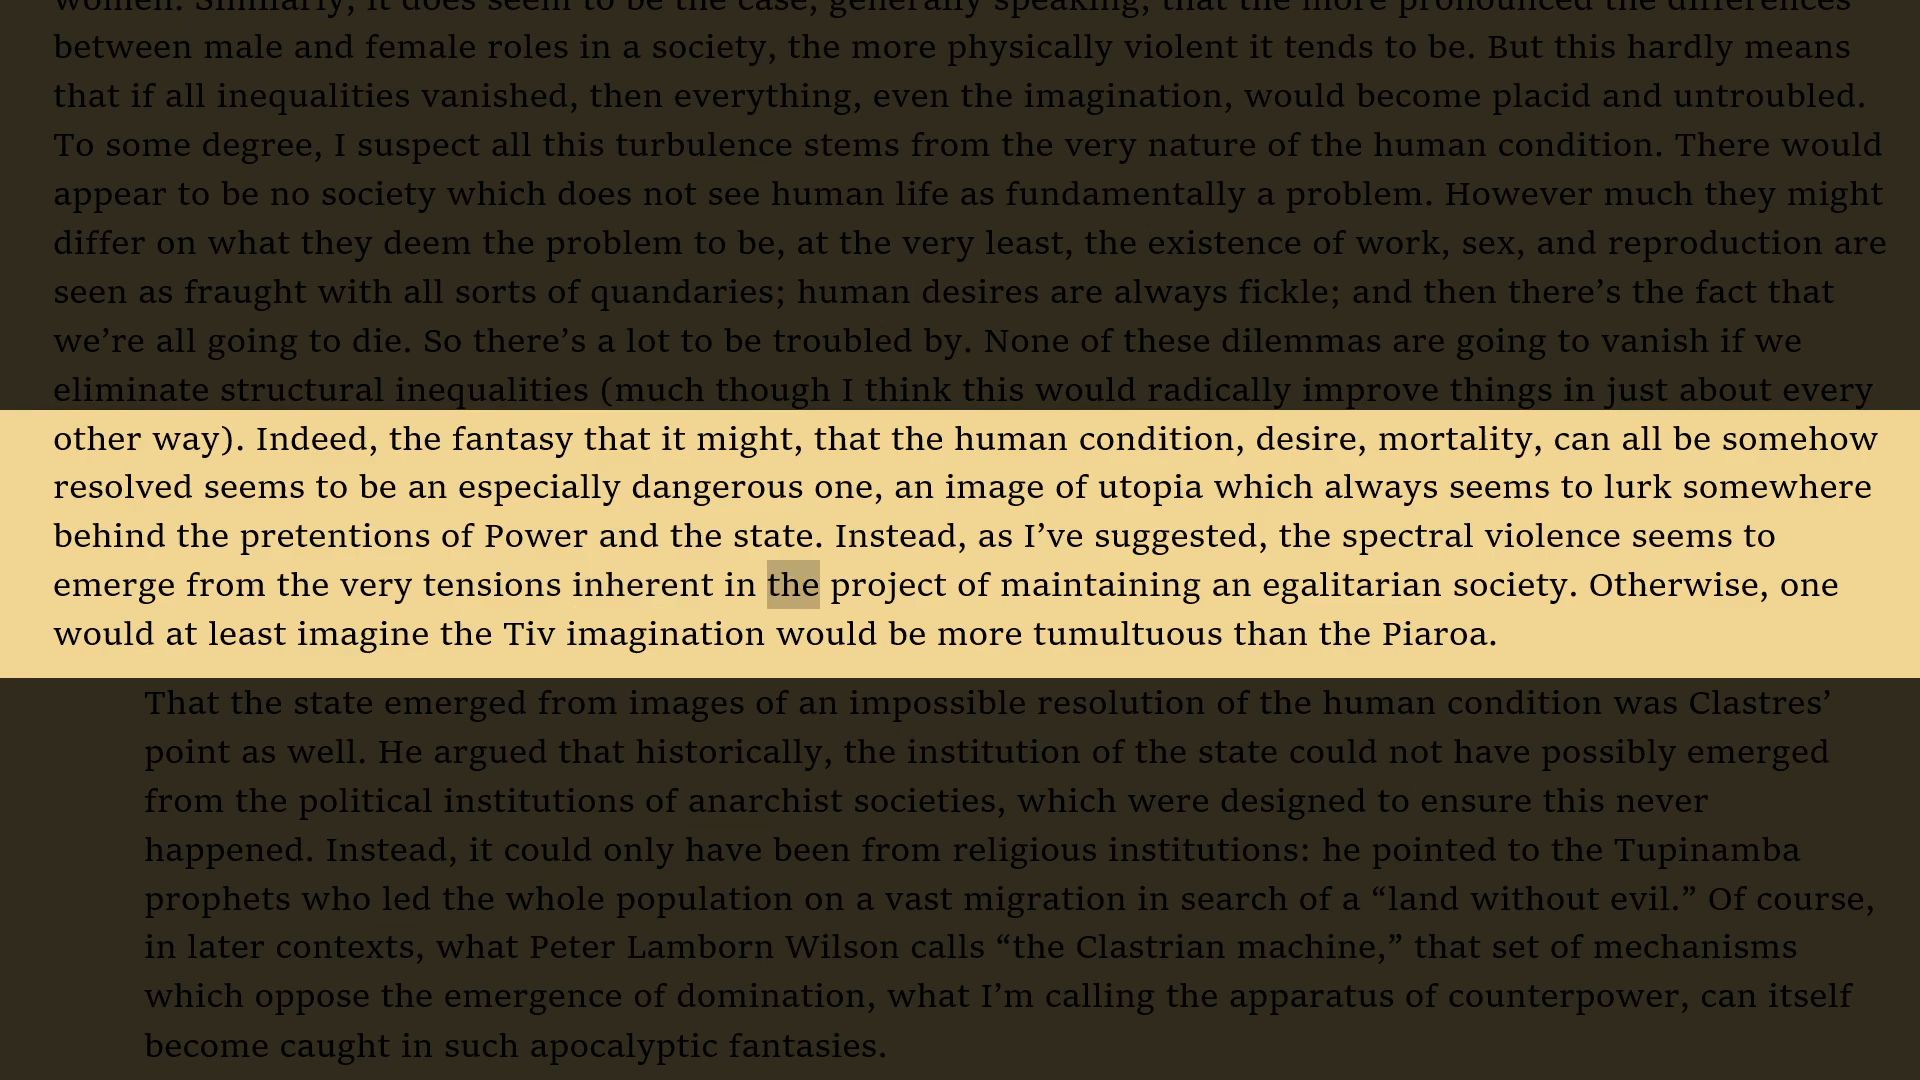 women. Similarly, it does seem to be the case, generally speaking, that the more pronounced the differences
between male and female roles in a society, the more physically violent it tends to be. But this hardly means
that if all inequalities vanished, then everything, even the imagination, would become placid and untroubled.
To some degree, I suspect all this turbulence stems from the very nature of the human condition. There would
appear to be no society which does not see human life as fundamentally a problem. However much they might
differ on what they deem the problem to be, at the very least, the existence of work, sex, and reproduction are
seen as fraught with all sorts of quandaries; human desires are always fickle; and then there’s the fact that
we’re all going to die. So there’s a lot to be troubled by. None of these dilemmas are going to vanish if we
eliminate structural inequalities (much though I think this would radically improve things in just about every
other way). Indeed, the fantasy that it might, that the human condition, desire, mortality, can all be somehow
resolved seems to be an especially dangerous one, an image of utopia which always seems to lurk somewhere
behind the pretentions of Power and the state. Instead, as I’ve suggested, the spectral violence seems to
emerge from the very tensions inherent in the project of maintaining an egalitarian society. Otherwise, one
would at least imagine the Tiv imagination would be more tumultuous than the Piaroa.
That the state emerged from images of an impossible resolution of the human condition was Clastres’
point as well. He argued that historically, the institution of the state could not have possibly emerged
from the political institutions of anarchist societies, which were designed to ensure this never
happened. Instead, it could only have been from religious institutions: he pointed to the Tupinamba
prophets who led the whole population on a vast migration in search of a “land without evil.” Of course,
in later contexts, what Peter Lamborn Wilson calls “the Clastrian machine,” that set of mechanisms
which oppose the emergence of domination, what I’m calling the apparatus of counterpower, can itself
become caught in such apocalyptic fantasies.